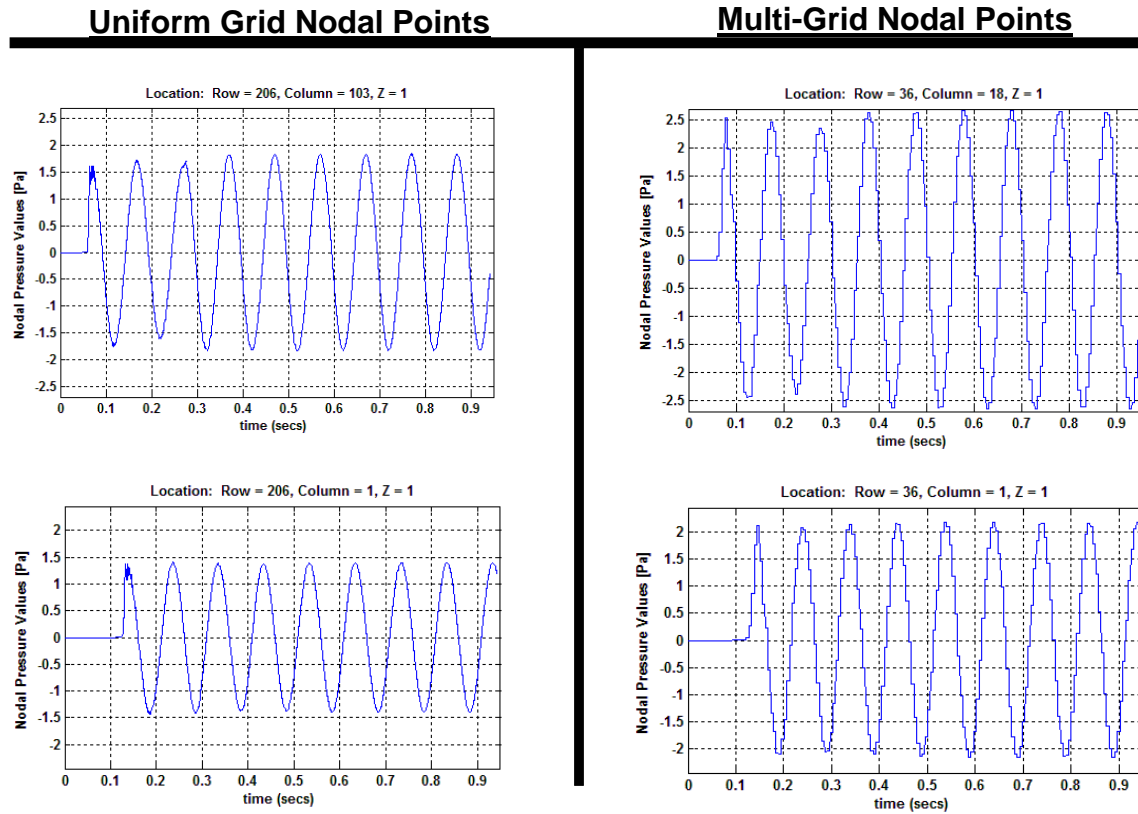 Uniform Grid Nodal Points
Multi-Grid Nodal Points
Location: Row = 206, Column = 103, Z = 1
Nodal Pressure Values [Pa]
2.5
2
1.5
1
0.5
0
-0.5
-1
-1.5
-2
-2.5
0 0.1 0.2 0.3 0.4 0.5 0.6 0.7 0.8 0.9
time (secs)
Location: Row = 36, Column = 18, Z = 1
Nodal Pressure Values [Pa]
2.5
2
1.5
1
0.5
0
-0.5
-1
-1.5
-2
-2.5
0 0.1 0.2 0.3 0.4 0.5 0.6 0.7 0.8 0.9
time (secs)
Location: Row = 206, Column = 1, Z = 1
Nodal Pressure Values [Pa]
2
1.5
1
0.5
0
-0.5
-1
-1.5
-2
0 0.1 0.2 0.3 0.4 0.5 0.6 0.7 0.8 0.9
time (secs)
Location: Row = 36, Column = 1, Z = 1
Nodal Pressure Values [Pa]
2
1.5
1
0.5
0
-0.5
-1
-1.5
-2
0 0.1 0.2 0.3 0.4 0.5 0.6 0.7 0.8 0.9
time (secs)